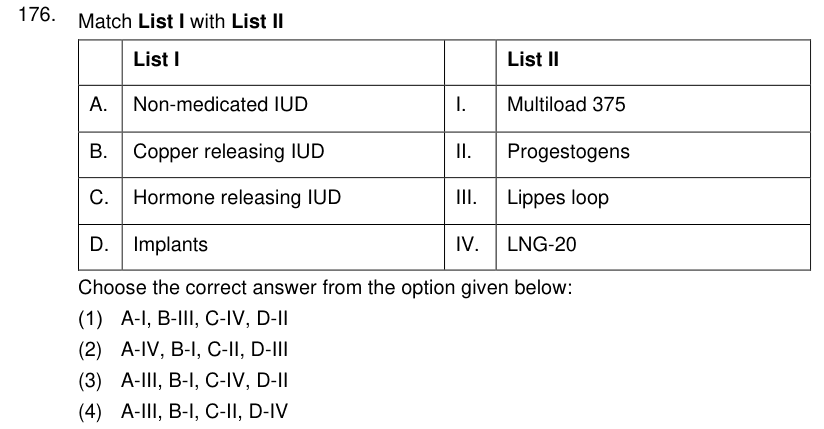 176. Match List I with List II
List I List II
A. Non-medicated IUD I. Multiload 375
B. Copper releasing IUD II. Progestogens
C. Hormone releasing IUD III. Lippes loop
D. Implants IV. LNG-20
Choose the correct answer from the option given below:
(1) A-I, B-III, C-IV, D-II
(2) A-IV, B-I, C-II, D-III
(3) A-III, B-I, C-IV, D-II
(4) A-III, B-I, C-II, D-IV